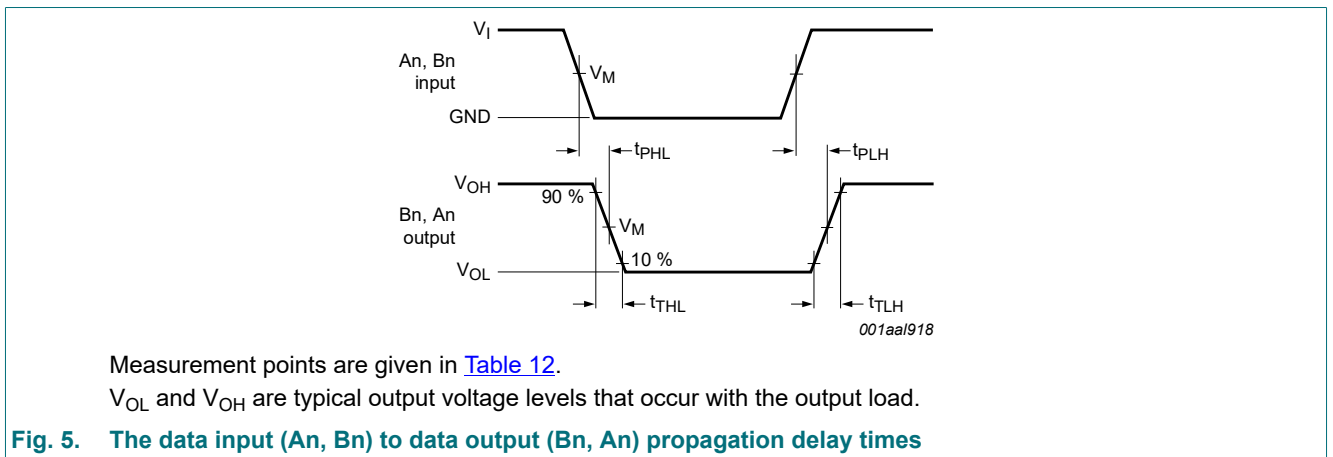 VI
An, Bn
input
VM
GND
tPHL
tPLH
VOH
90 %
Bn, An
output
VM
10 %
VOL
tTHL
tTLH
001aal918
Measurement points are given in Table 12.
VOL and VOH are typical output voltage levels that occur with the output load.
Fig. 5. The data input (An, Bn) to data output (Bn, An) propagation delay times